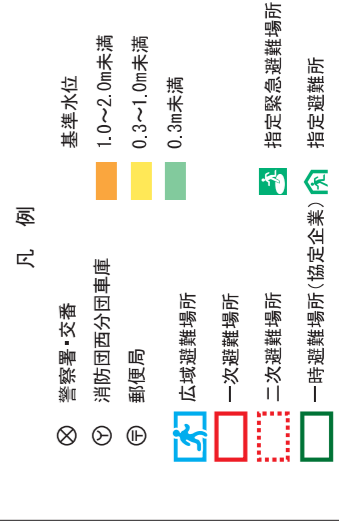 凡 例
警察署・交番
消防団西分団車庫
郵便局
広域避難場所
一次避難場所
二次避難場所
一時避難場所(協定企業)
基準水位
1.0~2.0m未満
0.3~1.0m未満
0.3m未満
指定緊急避難場所
指定避難所